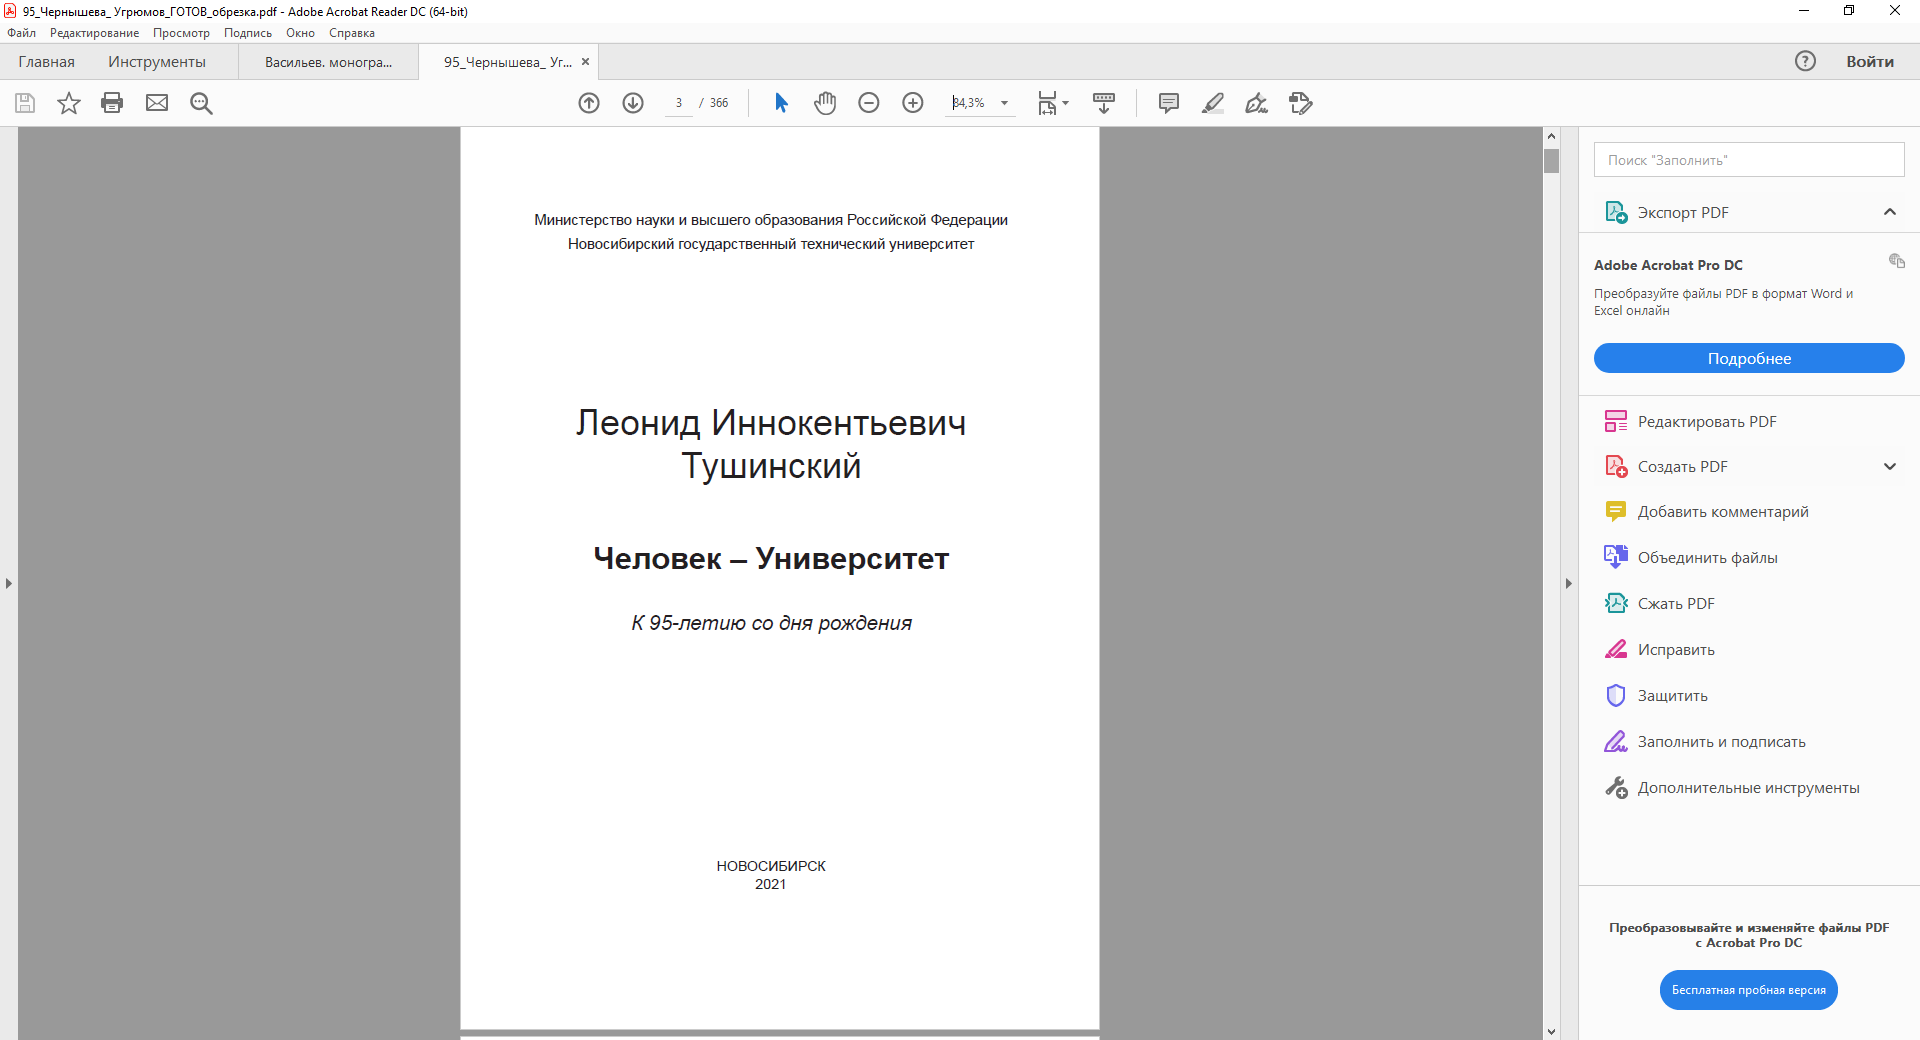 95_Чернышева_ Угрюмов_ГОТОВ_обрезка.pdf - Adobe Acrobat Reader DC (64-bit)
Файл Редактирование Просмотр Подпись Окно Справка
Главная Инструменты Васильев. моногра... 95_Чернышева_ Уг... × ? Войти
3 / 366 84,3%
Министерство науки и высшего образования Российской Федерации
Новосибирский государственный технический университет
Леонид Иннокентьевич
Тушинский
Человек – Университет
К 95-летию со дня рождения
НОВОСИБИРСК
2021
Поиск "Заполнить"
Экспорт PDF
Adobe Acrobat Pro DC
Преобразуйте файлы PDF в формат Word и
Excel онлайн
Подробнее
Редактировать PDF
Создать PDF
Добавить комментарий
Объединить файлы
Сжать PDF
Исправить
Защитить
Заполнить и подписать
Дополнительные инструменты
Преобразовывайте и изменяйте файлы PDF
с Acrobat Pro DC
Бесплатная пробная версия